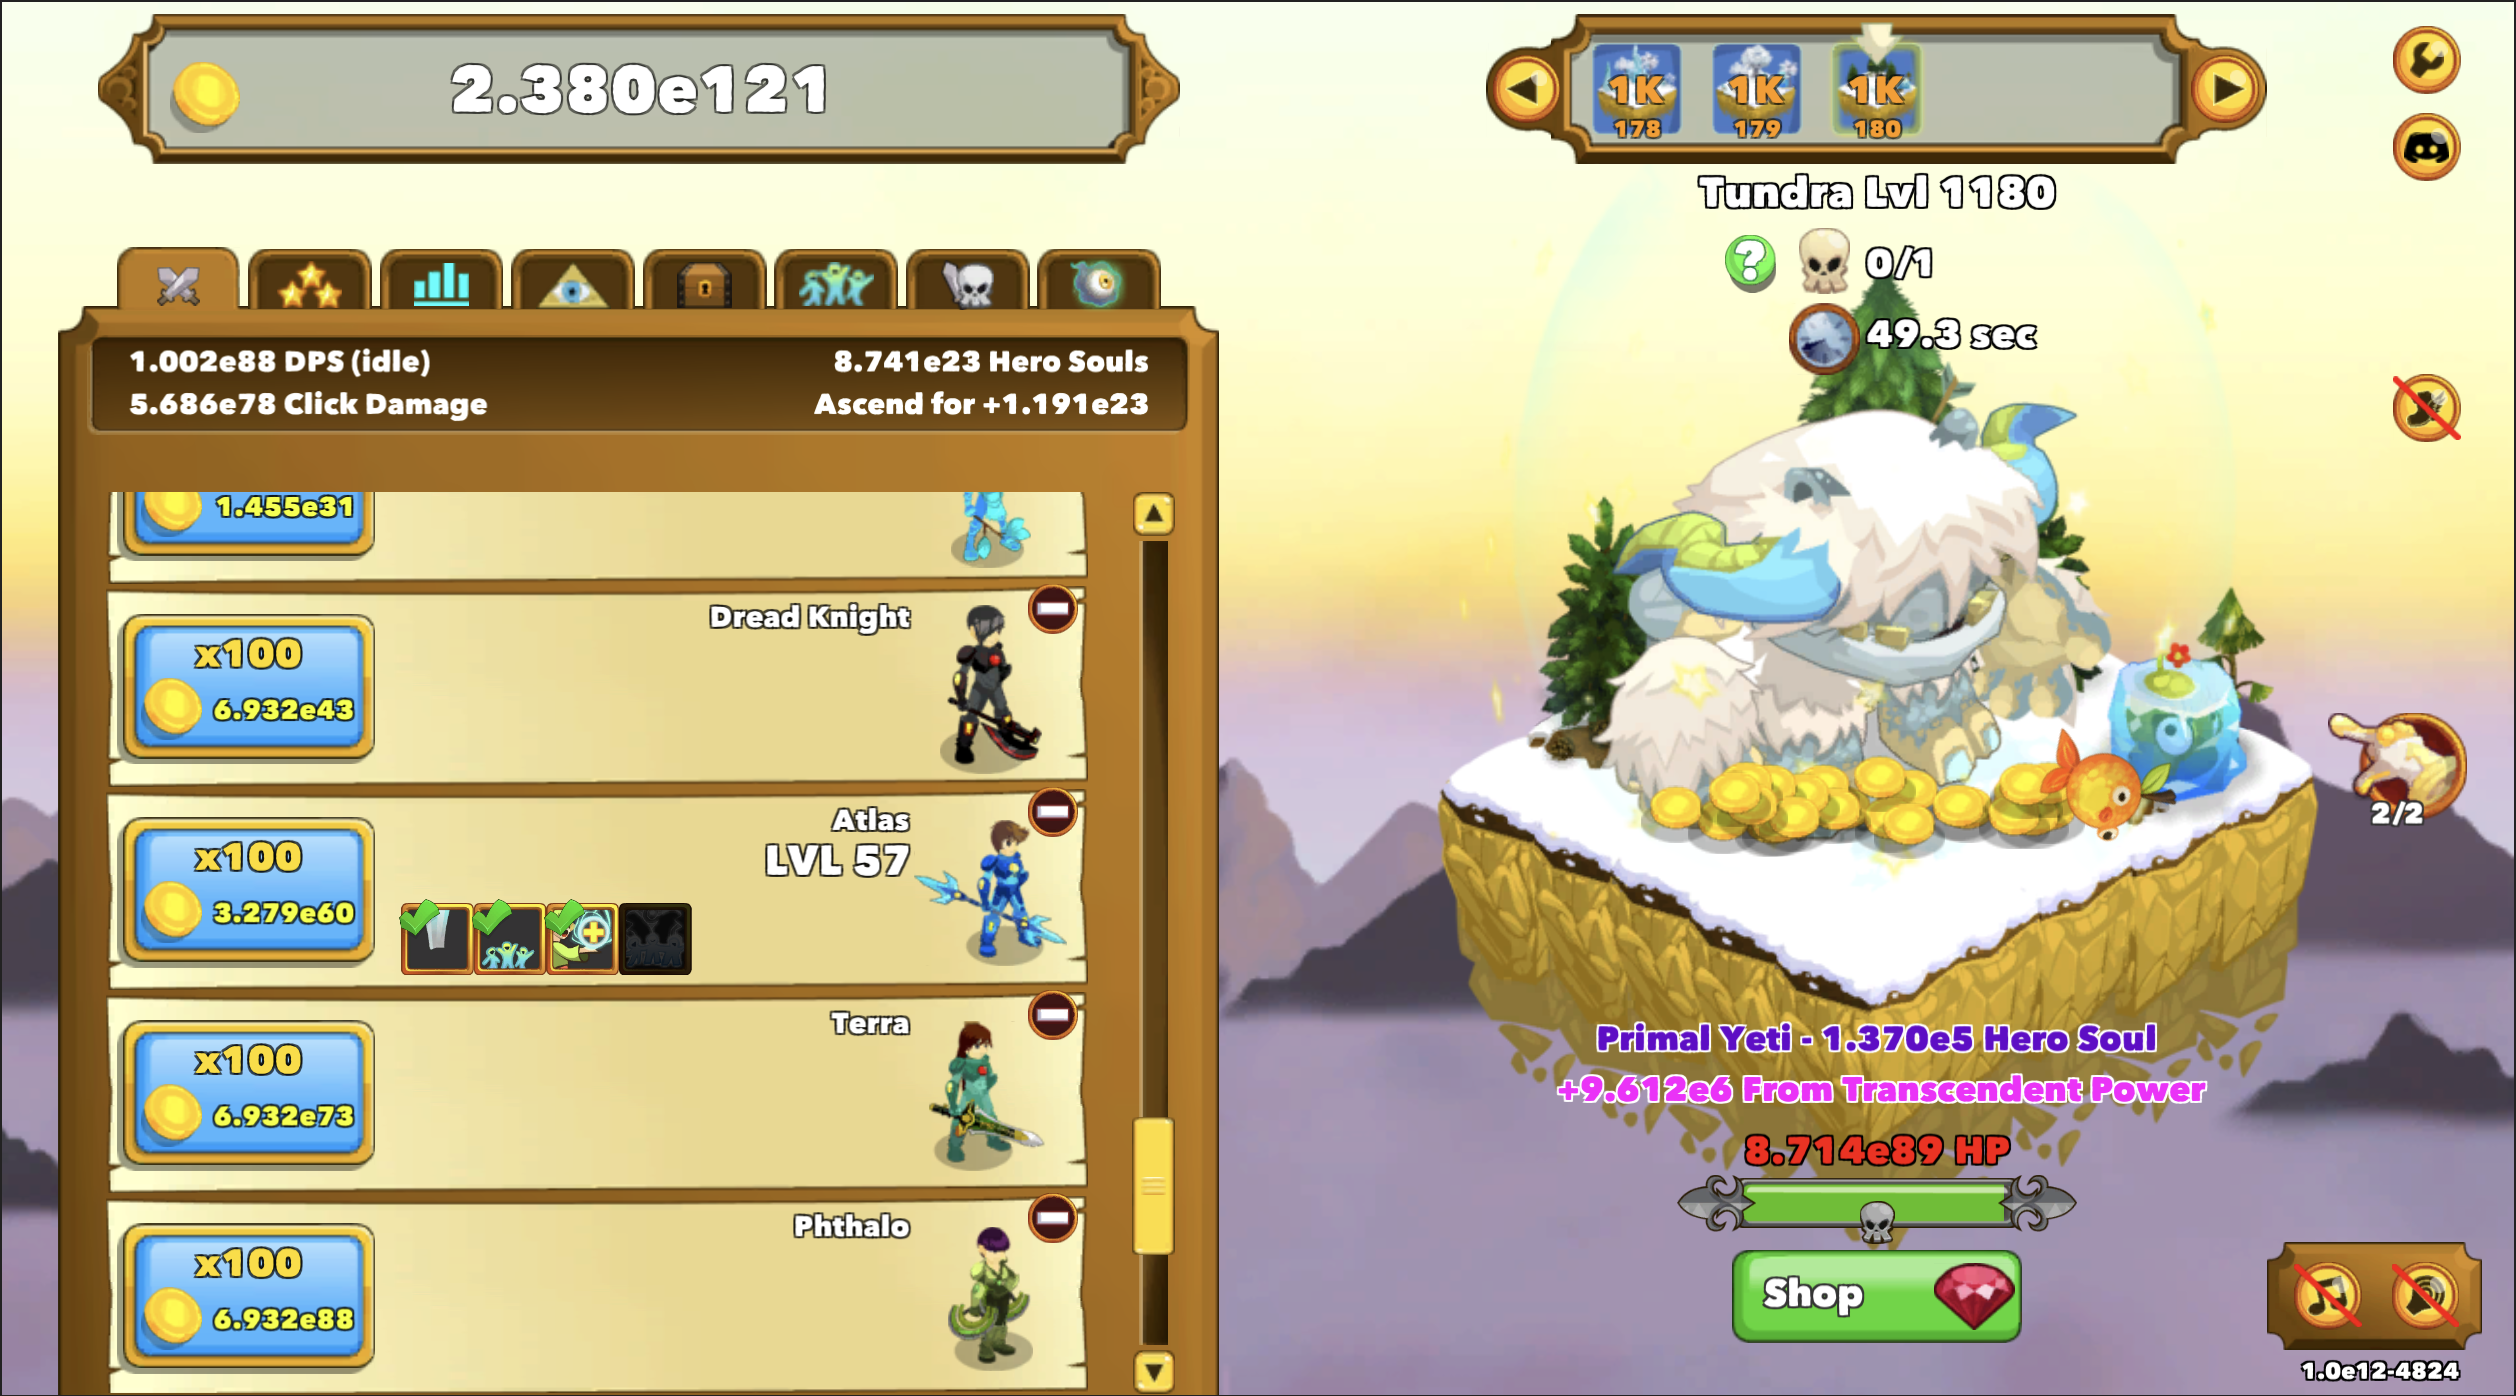 2.380e121
1K
178
1K
179
1K
180
Tundra Lvl 1180
?
0/1
49.3 sec
1.002e88 DPS (idle)
8.741e23 Hero Souls
5.686e78 Click Damage
Ascend for +1.191e23
1.455e31
Dread Knight
x100
6.932e43
Atlas
LVL 57
x100
3.279e60
Terra
x100
6.932e73
Phthalo
x100
6.932e88
2/2
Primal Yeti - 1.370e5 Hero Soul
+9.612e6 From Transcendent Power
8.714e89 HP
Shop
1.0e12-4824